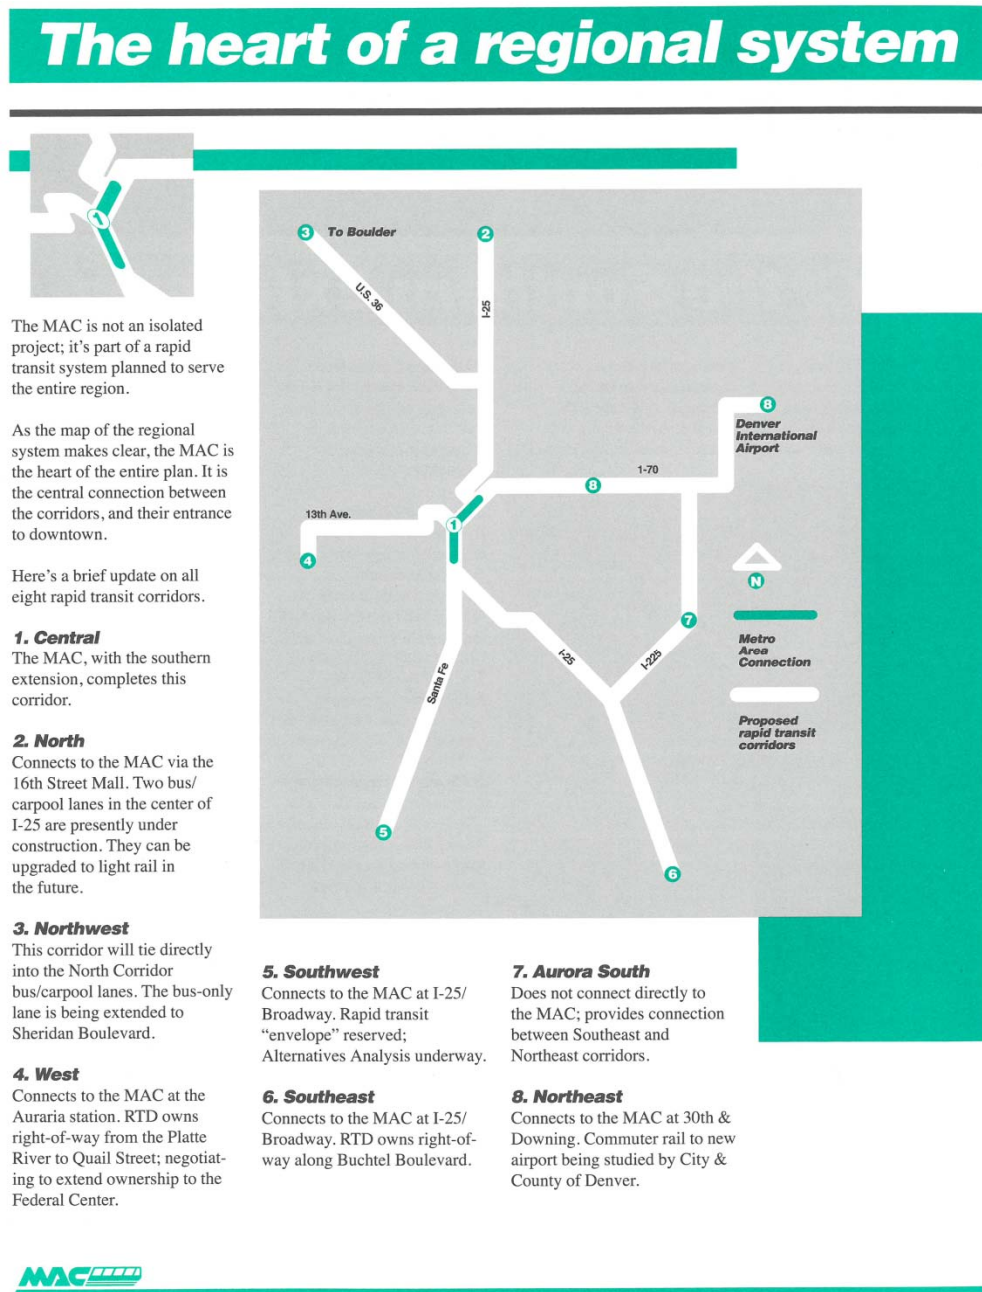 The heart of a regional system
1
The MAC is not an isolated
project; it's part of a rapid
transit system planned to serve
the entire region.
As the map of the regional
system makes clear, the MAC is
the heart of the entire plan. It is
the central connection between
the corridors, and their entrance
to downtown.
Here's a brief update on all
eight rapid transit corridors.
1. Central
The MAC, with the southern
extension, completes this
corridor.
2. North
Connects to the MAC via the
16th Street Mall. Two bus/
carpool lanes in the center of
I-25 are presently under
construction. They can be
upgraded to light rail in
the future.
3. Northwest
This corridor will tie directly
into the North Corridor
bus/carpool lanes. The bus-only
lane is being extended to
Sheridan Boulevard.
4. West
Connects to the MAC at the
Auraria station. RTD owns
right-of-way from the Platte
River to Quail Street; negotiat-
ing to extend ownership to the
Federal Center.
3 To Boulder
2
U.S. 36
I-25
8
Denver
International
Airport
1-70
8
13th Ave.
1
4
N
7
Metro
Area
Connection
I-25
I-225
Santa Fe
Proposed
rapid transit
corridors
5
6
5. Southwest
Connects to the MAC at I-25/
Broadway. Rapid transit
“envelope” reserved;
Alternatives Analysis underway.
6. Southeast
Connects to the MAC at I-25/
Broadway. RTD owns right-of-
way along Buchtel Boulevard.
7. Aurora South
Does not connect directly to
the MAC; provides connection
between Southeast and
Northeast corridors.
8. Northeast
Connects to the MAC at 30th &
Downing. Commuter rail to new
airport being studied by City &
County of Denver.
MAC